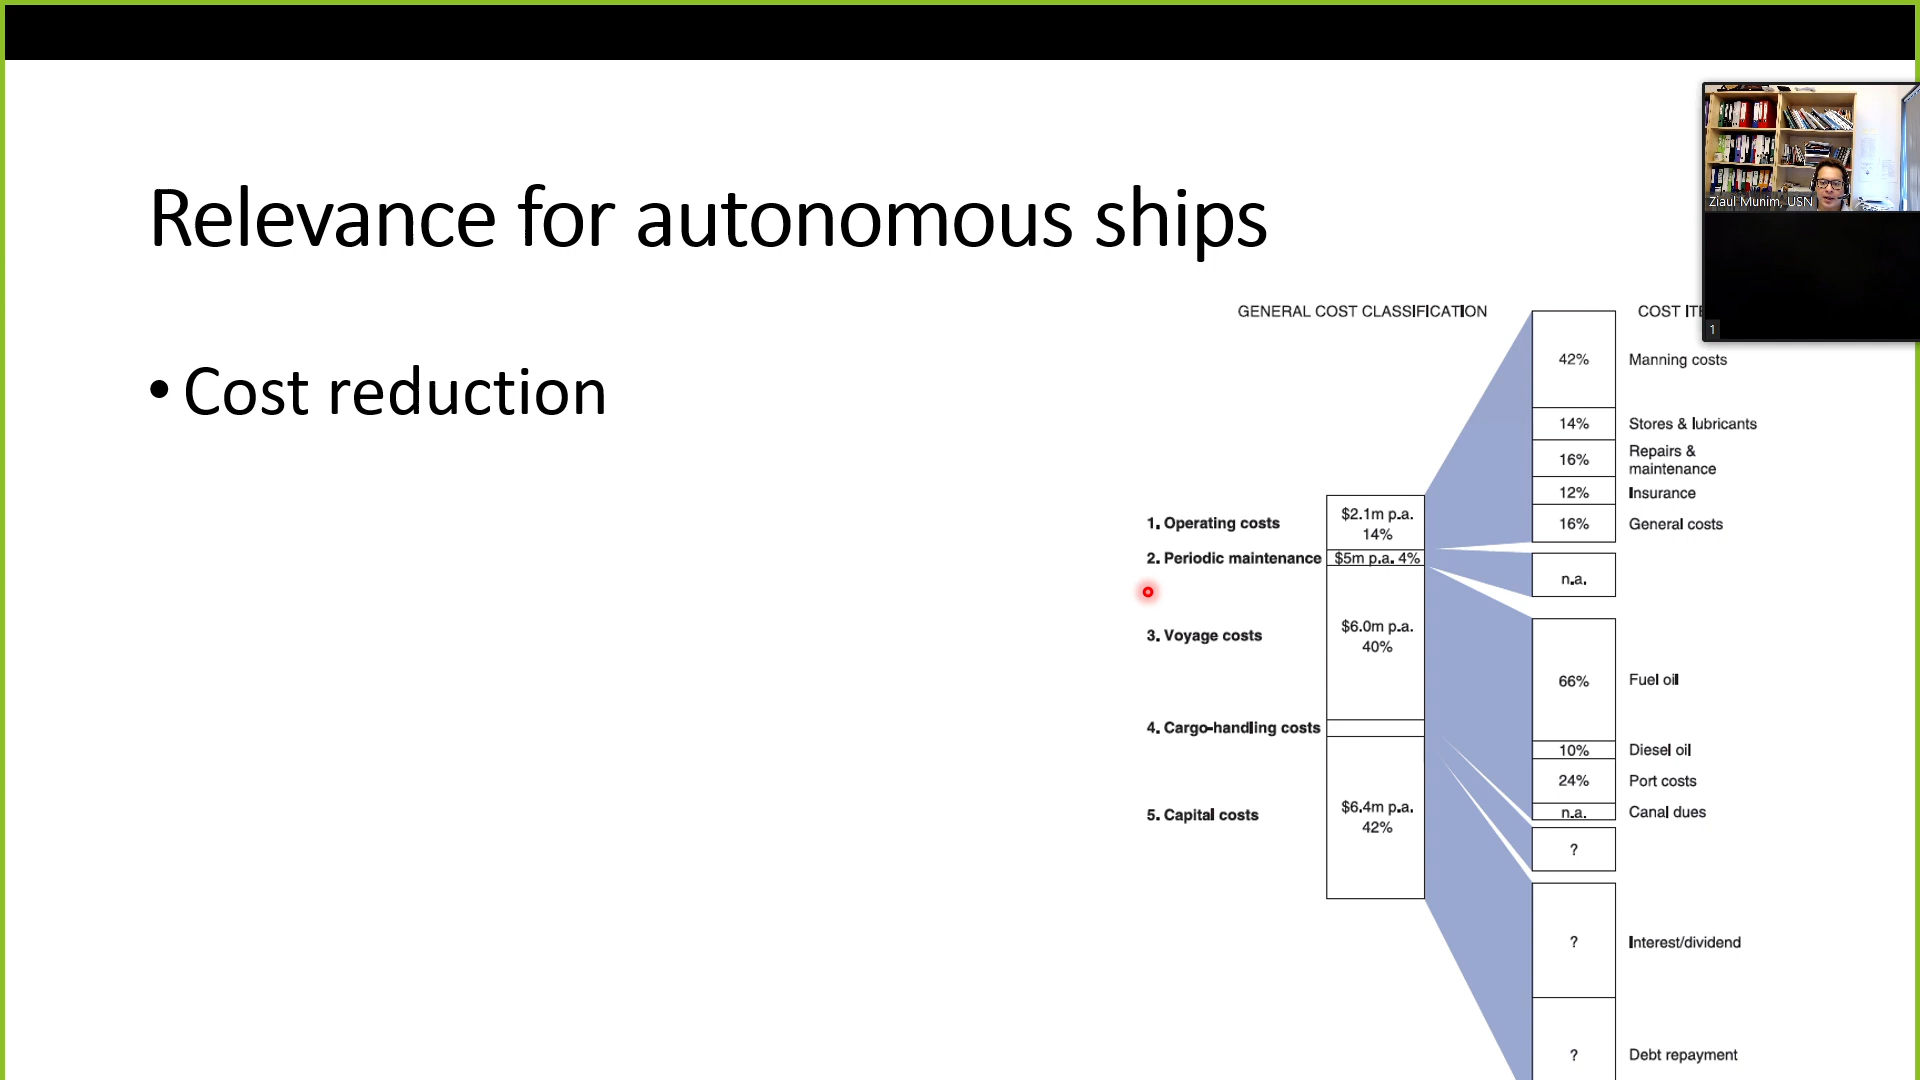 Relevance for autonomous ships
• Cost reduction
Ziaul Munim, USN
1
GENERAL COST CLASSIFICATION
COST ITE
1. Operating costs
$2.1m p.a.
14%
2. Periodic maintenance
$5m p.a. 4%
3. Voyage costs
$6.0m p.a.
40%
4. Cargo-handling costs
5. Capital costs
$6.4m p.a.
42%
42% Manning costs
14% Stores & lubricants
16% Repairs &
maintenance
12% Insurance
16% General costs
n.a.
66% Fuel oil
10% Diesel oil
24% Port costs
n.a. Canal dues
?
? Interest/dividend
? Debt repayment